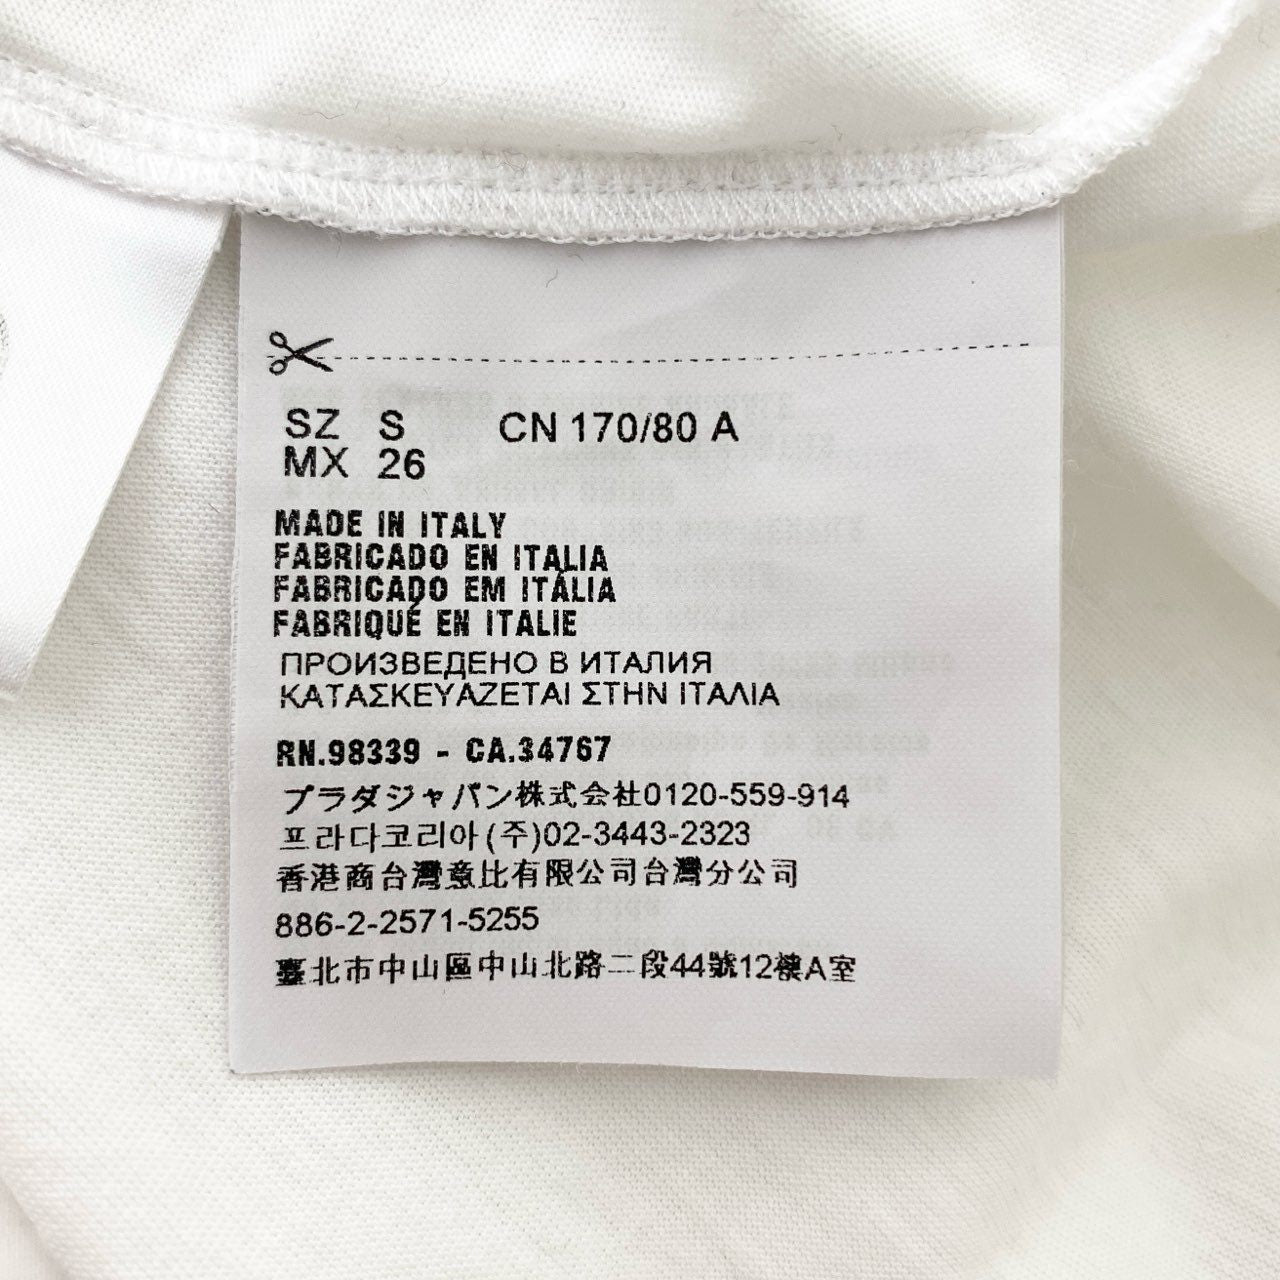 SZ S CN 170/80 A
MX 26
MADE IN ITALY
FABRICADO EN ITALIA
FABRICADO EM ITÁLIA
FABRIQUÉ EN ITALIE
ПРОИЗВЕДЕНО В ИТАЛИЯ
ΚΑΤΑΣΚΕΥΑΖΕΤΑΙ ΣΤΗΝ ΙΤΑΛΙΑ
RN.98339 - CA.34767
プラダジャパン株式会社0120-559-914
프라다코리아(주)02-3443-2323
香港商台灣意比有限公司台灣分公司
886-2-2571-5255
臺北市中山區中山北路二段44號12樓A室